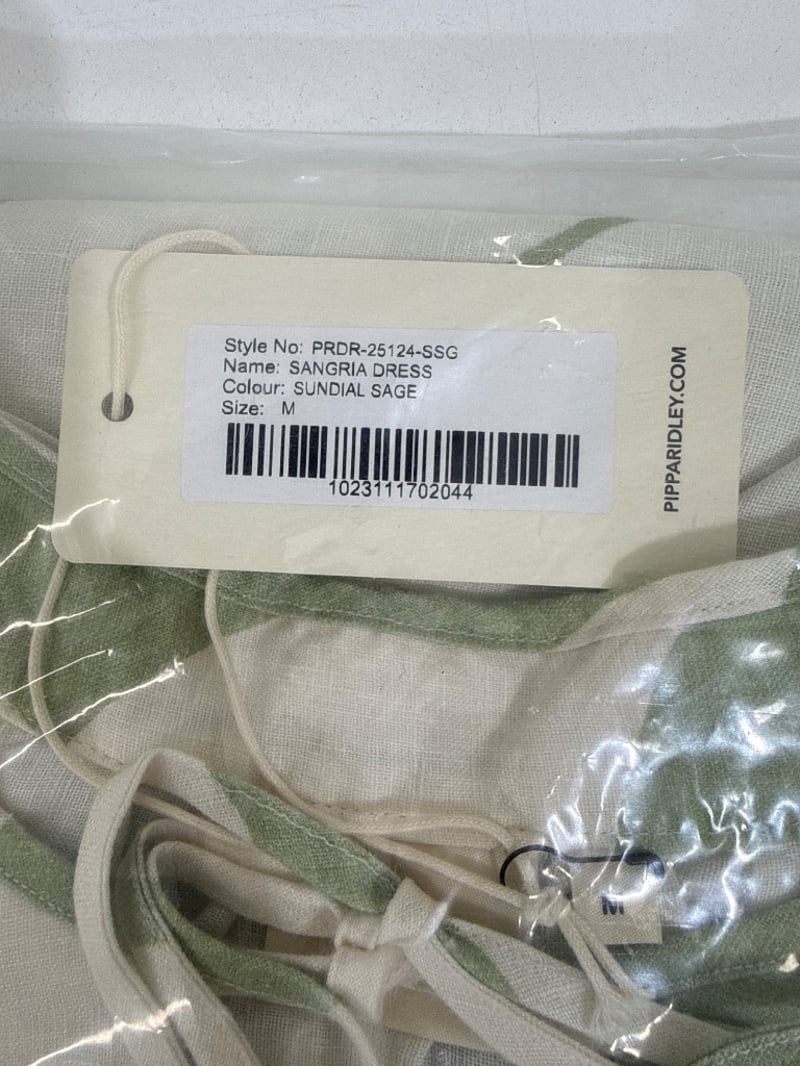 Style No: PRDR-25124-SSG
Name: SANGRIA DRESS
Colour: SUNDIAL SAGE
Size: M
1023111702044
PIPPARIDLEY.COM
M